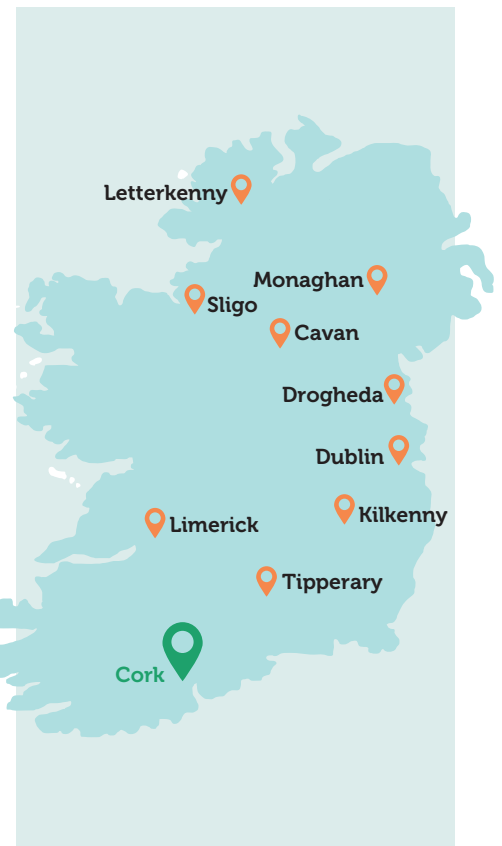 Letterkenny
Monaghan
Sligo
Cavan
Drogheda
Dublin
Kilkenny
Limerick
Tipperary
Cork